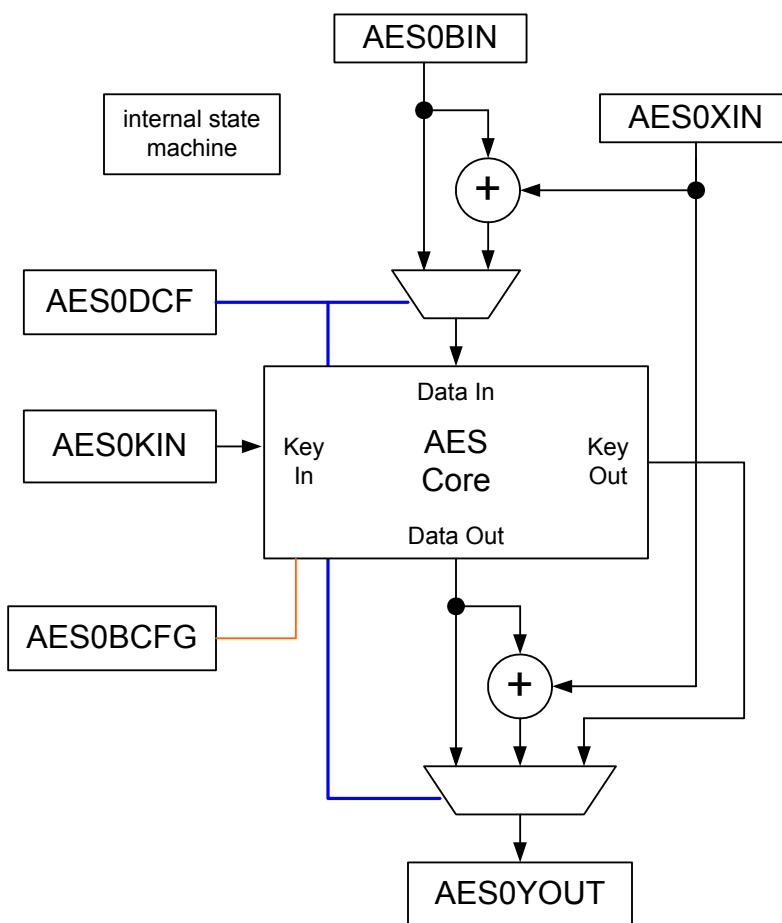 AES0BIN
internal state
machine
AES0XIN
+
AES0DCF
Data In
AES0KIN
Key
In
AES
Core
Key
Out
Data Out
AES0BCFG
+
AES0YOUT